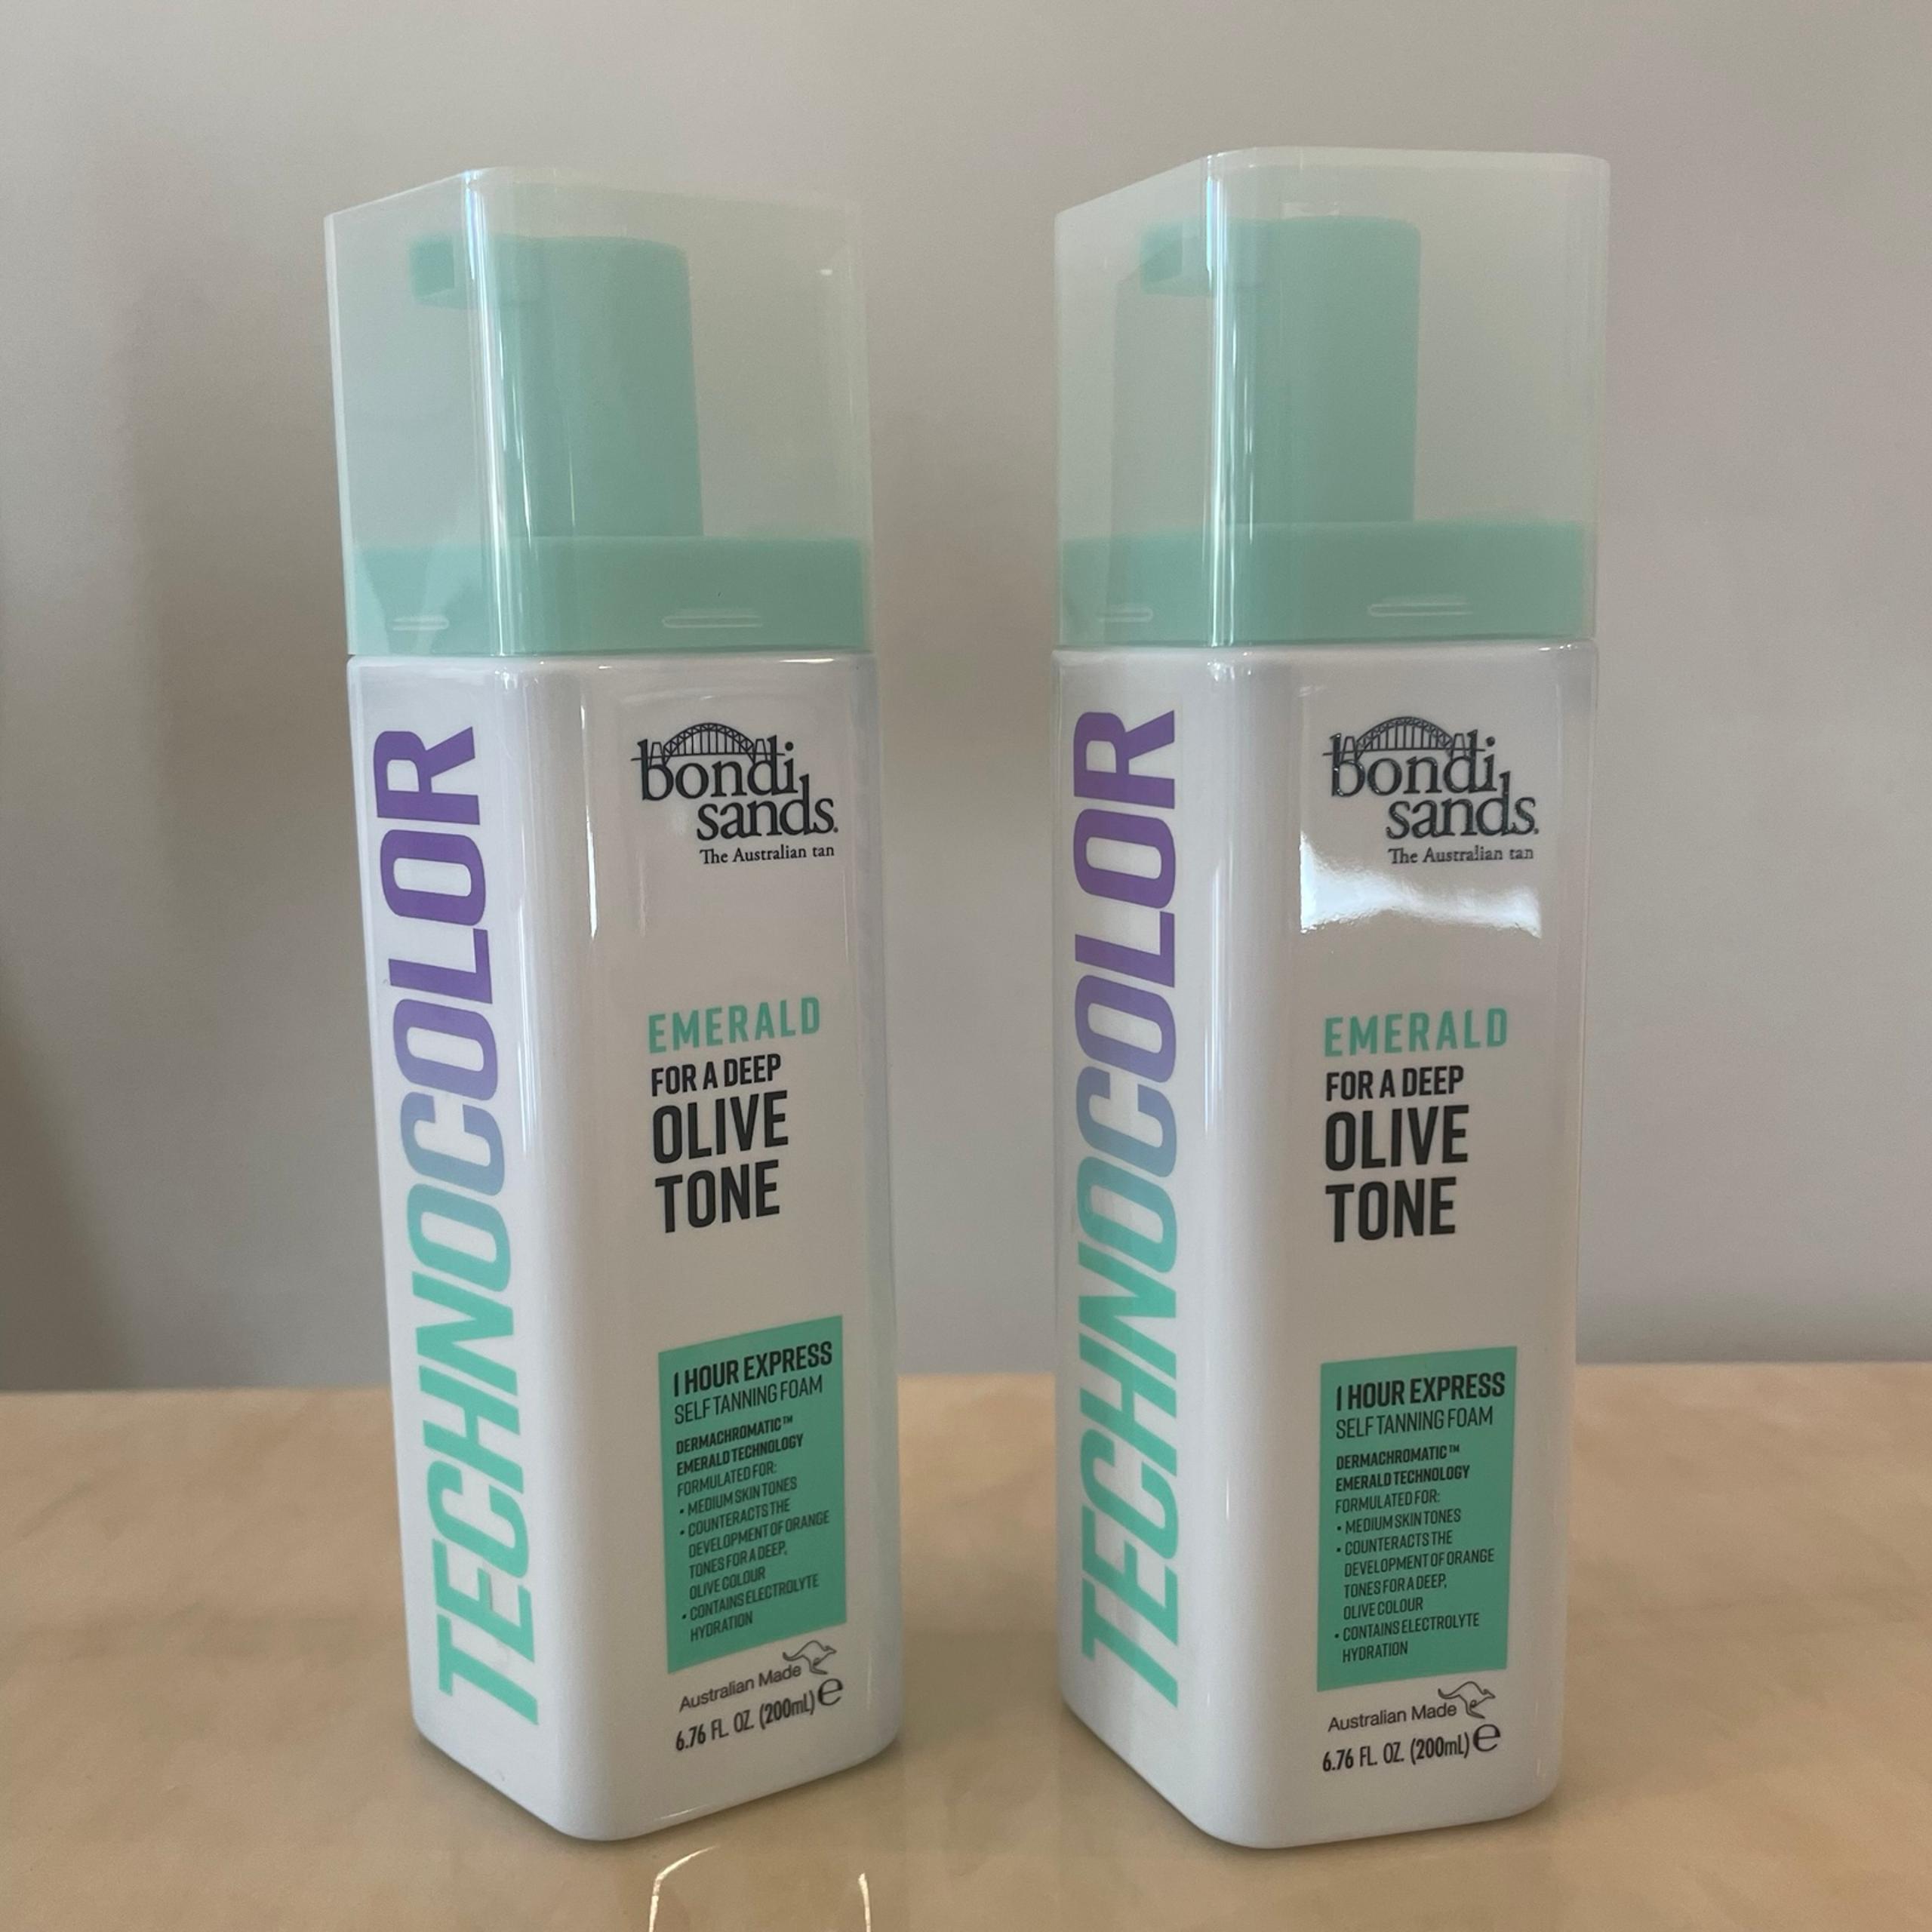 TECHNOCOLOR
bondi
sands.
The Australian tan
EMERALD
FOR A DEEP
OLIVE
TONE
1 HOUR EXPRESS
SELF TANNING FOAM
DERMACHROMATIC™
EMERALD TECHNOLOGY
FORMULATED FOR:
• MEDIUM SKIN TONES
• COUNTERACTS THE
DEVELOPMENT OF ORANGE
TONES FOR A DEEP,
OLIVE COLOUR
• CONTAINS ELECTROLYTE
HYDRATION
Australian Made
6.76 FL. OZ. (200mL) e
TECHNOCOLOR
bondi
sands.
The Australian tan
EMERALD
FOR A DEEP
OLIVE
TONE
1 HOUR EXPRESS
SELF TANNING FOAM
DERMACHROMATIC™
EMERALD TECHNOLOGY
FORMULATED FOR:
• MEDIUM SKIN TONES
• COUNTERACTS THE
DEVELOPMENT OF ORANGE
TONES FOR A DEEP,
OLIVE COLOUR
• CONTAINS ELECTROLYTE
HYDRATION
Australian Made
6.76 FL. OZ. (200mL) e